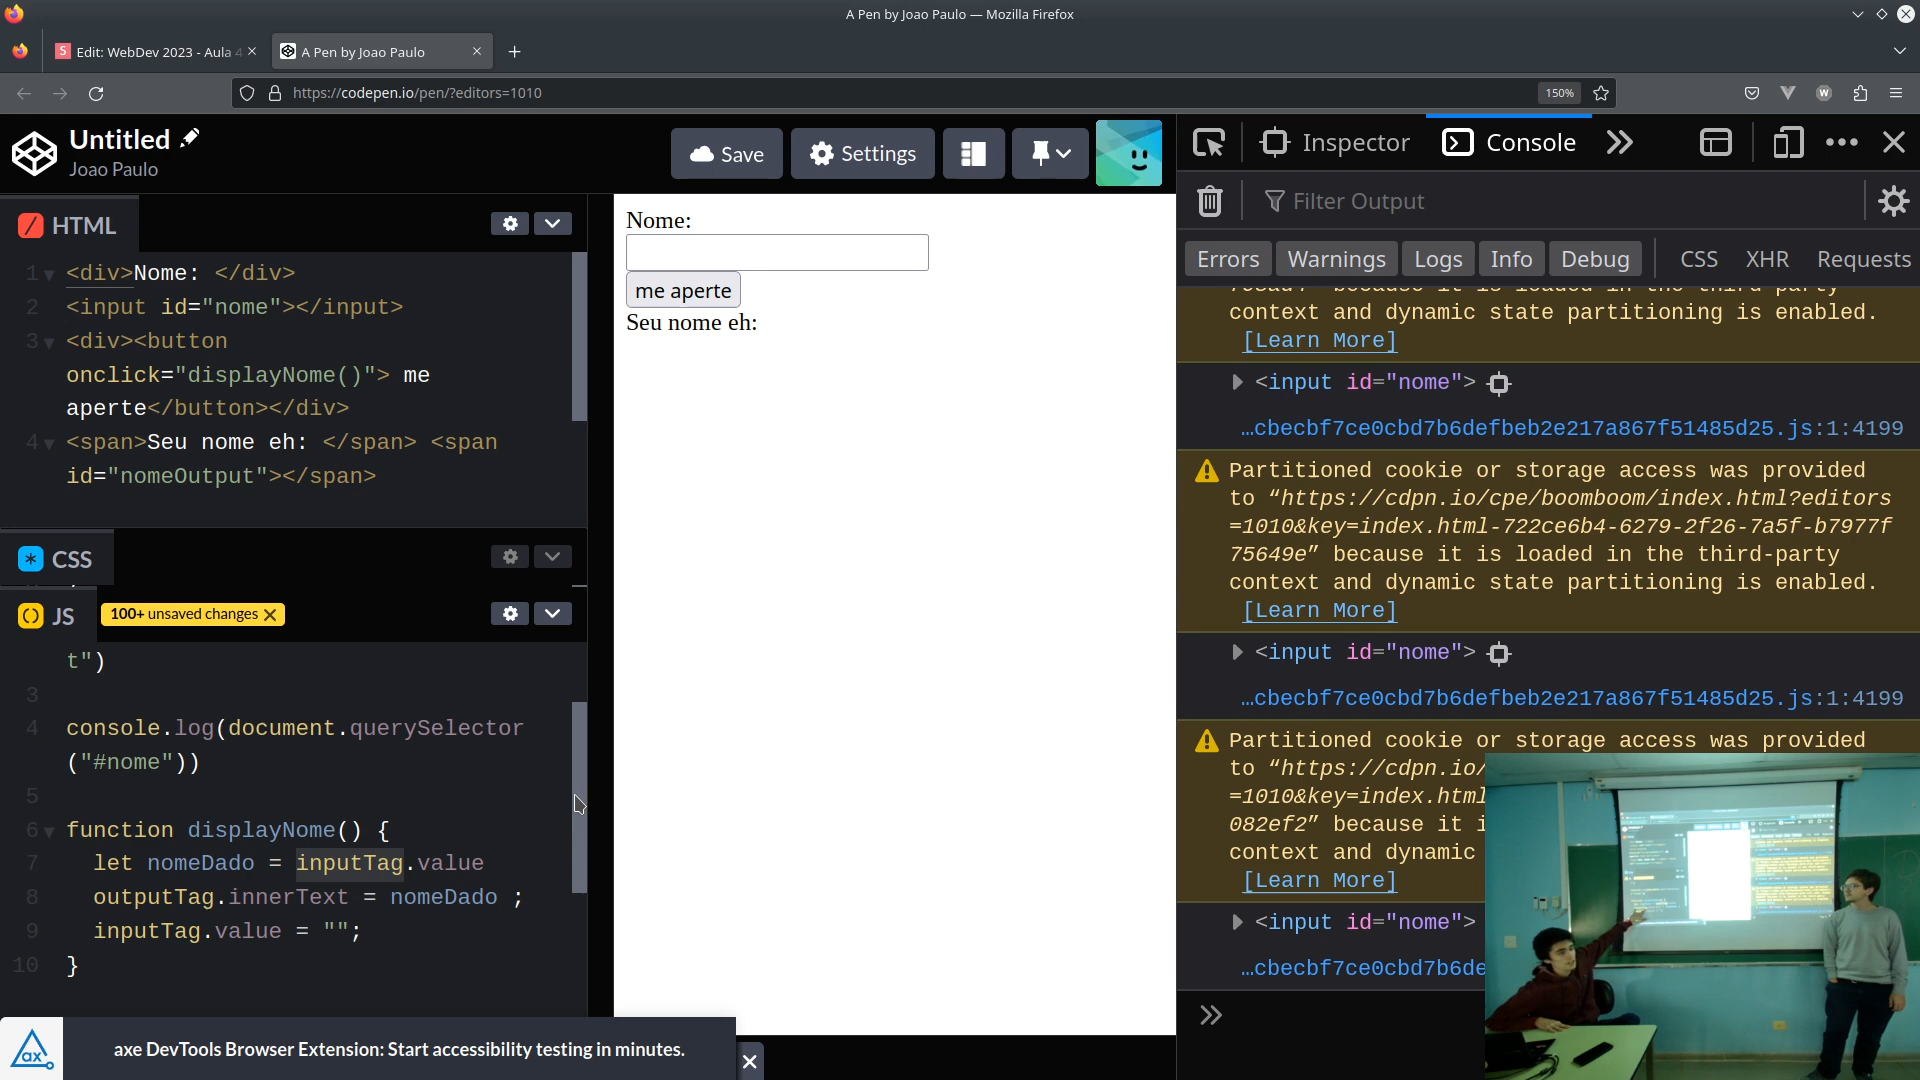 A Pen by Joao Paulo — Mozilla Firefox
Edit: WebDev 2023 - Aula 4
A Pen by Joao Paulo
https://codepen.io/pen/?editors=1010
150%
Untitled
Joao Paulo
Save
Settings
HTML
1 <div>Nome: </div>
2 <input id="nome"></input>
3 <div><button
onclick="displayNome()"> me
aperte</button></div>
4 <span>Seu nome eh: </span> <span
id="nomeOutput"></span>
CSS
JS
100+ unsaved changes
t")
3
4 console.log(document.querySelector
("#nome"))
5
6 function displayNome() {
7 let nomeDado = inputTag.value
8 outputTag.innerText = nomeDado ;
9 inputTag.value = "";
10 }
axe DevTools Browser Extension: Start accessibility testing in minutes.
Nome:
me aperte
Seu nome eh:
Inspector
Console
Filter Output
Errors
Warnings
Logs
Info
Debug
CSS
XHR
Requests
because it is loaded in the third-party
context and dynamic state partitioning is enabled.
[Learn More]
<input id="nome">
…cbecbf7ce0cbd7b6defbeb2e217a867f51485d25.js:1:4199
Partitioned cookie or storage access was provided
to “https://cdpn.io/cpe/boomboom/index.html?editors
=1010&key=index.html-722ce6b4-6279-2f26-7a5f-b7977f
75649e” because it is loaded in the third-party
context and dynamic state partitioning is enabled.
[Learn More]
<input id="nome">
…cbecbf7ce0cbd7b6defbeb2e217a867f51485d25.js:1:4199
Partitioned cookie or storage access was provided
to “https://cdpn.io/
=1010&key=index.html
082ef2” because it i
context and dynamic
[Learn More]
<input id="nome">
…cbecbf7ce0cbd7b6de